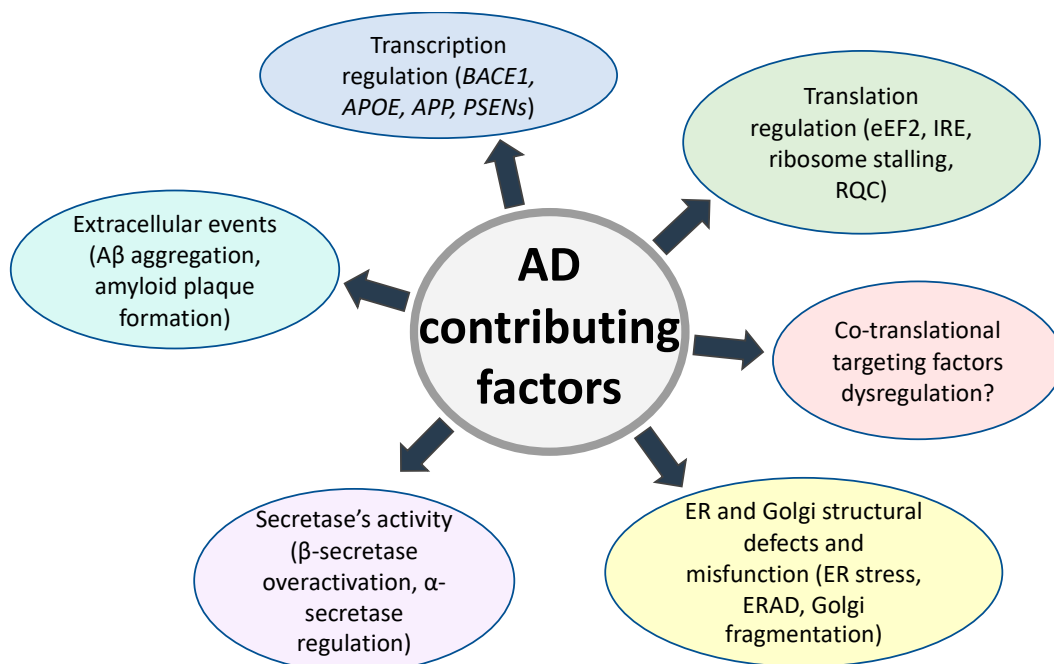 Transcription
regulation (BACE1,
APOE, APP, PSENs)
Translation
regulation (eEF2, IRE,
ribosome stalling,
RQC)
Extracellular events
(Aβ aggregation,
amyloid plaque
formation)
AD
contributing
factors
Co-translational
targeting factors
dysregulation?
Secretase’s activity
(β-secretase
overactivation, α-
secretase
regulation)
ER and Golgi structural
defects and
misfunction (ER stress,
ERAD, Golgi
fragmentation)